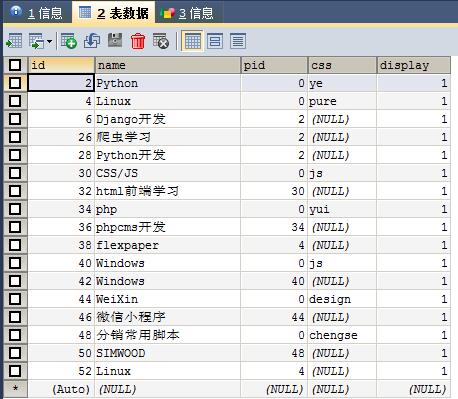 1 信息 2 表数据 3 信息
id name pid css display
2 Python 0 ye 1
4 Linux 0 pure 1
6 Django开发 2 (NULL) 1
26 爬虫学习 2 (NULL) 1
28 Python开发 2 (NULL) 1
30 CSS/JS 0 js 1
32 html前端学习 30 (NULL) 1
34 php 0 yui 1
36 phpcms开发 34 (NULL) 1
38 flexpaper 4 (NULL) 1
40 Windows 0 js 1
42 Windows 40 (NULL) 1
44 WeiXin 0 design 1
46 微信小程序 44 (NULL) 1
48 分销常用脚本 0 chengse 1
50 SIMWOOD 48 (NULL) 1
52 Linux 4 (NULL) 1
* (Auto) (NULL) (NULL) (NULL) (NULL)